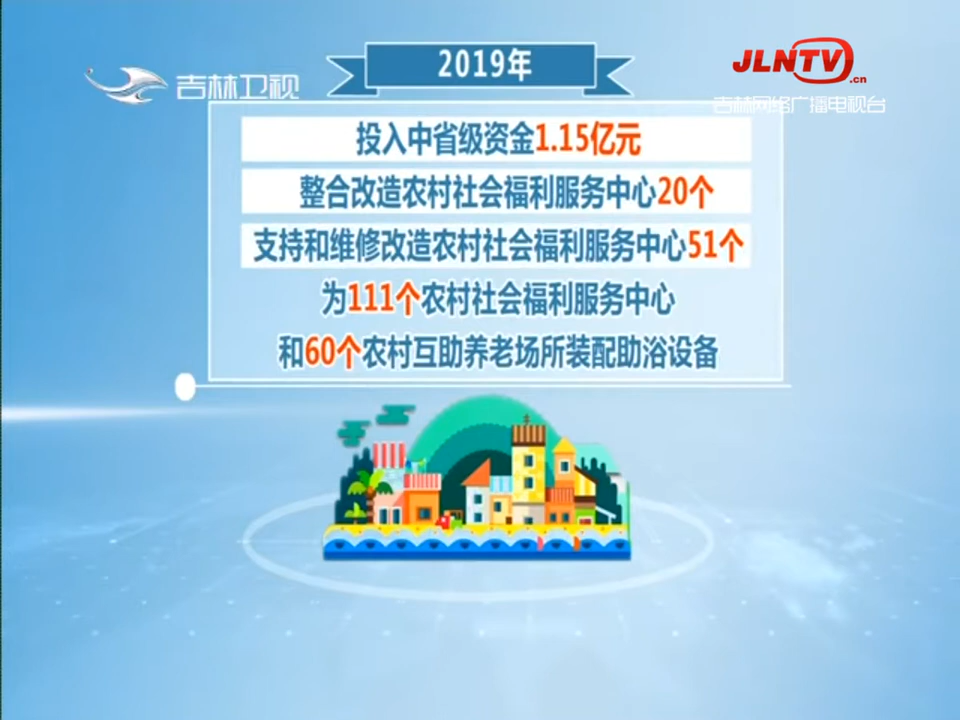 2019年
吉林卫视
JLNTV.cn
吉林网络广播电视台
投入中省级资金1.15亿元
整合改造农村社会福利服务中心20个
支持和维修改造农村社会福利服务中心51个
为111个农村社会福利服务中心
和60个农村互助养老场所装配助浴设备